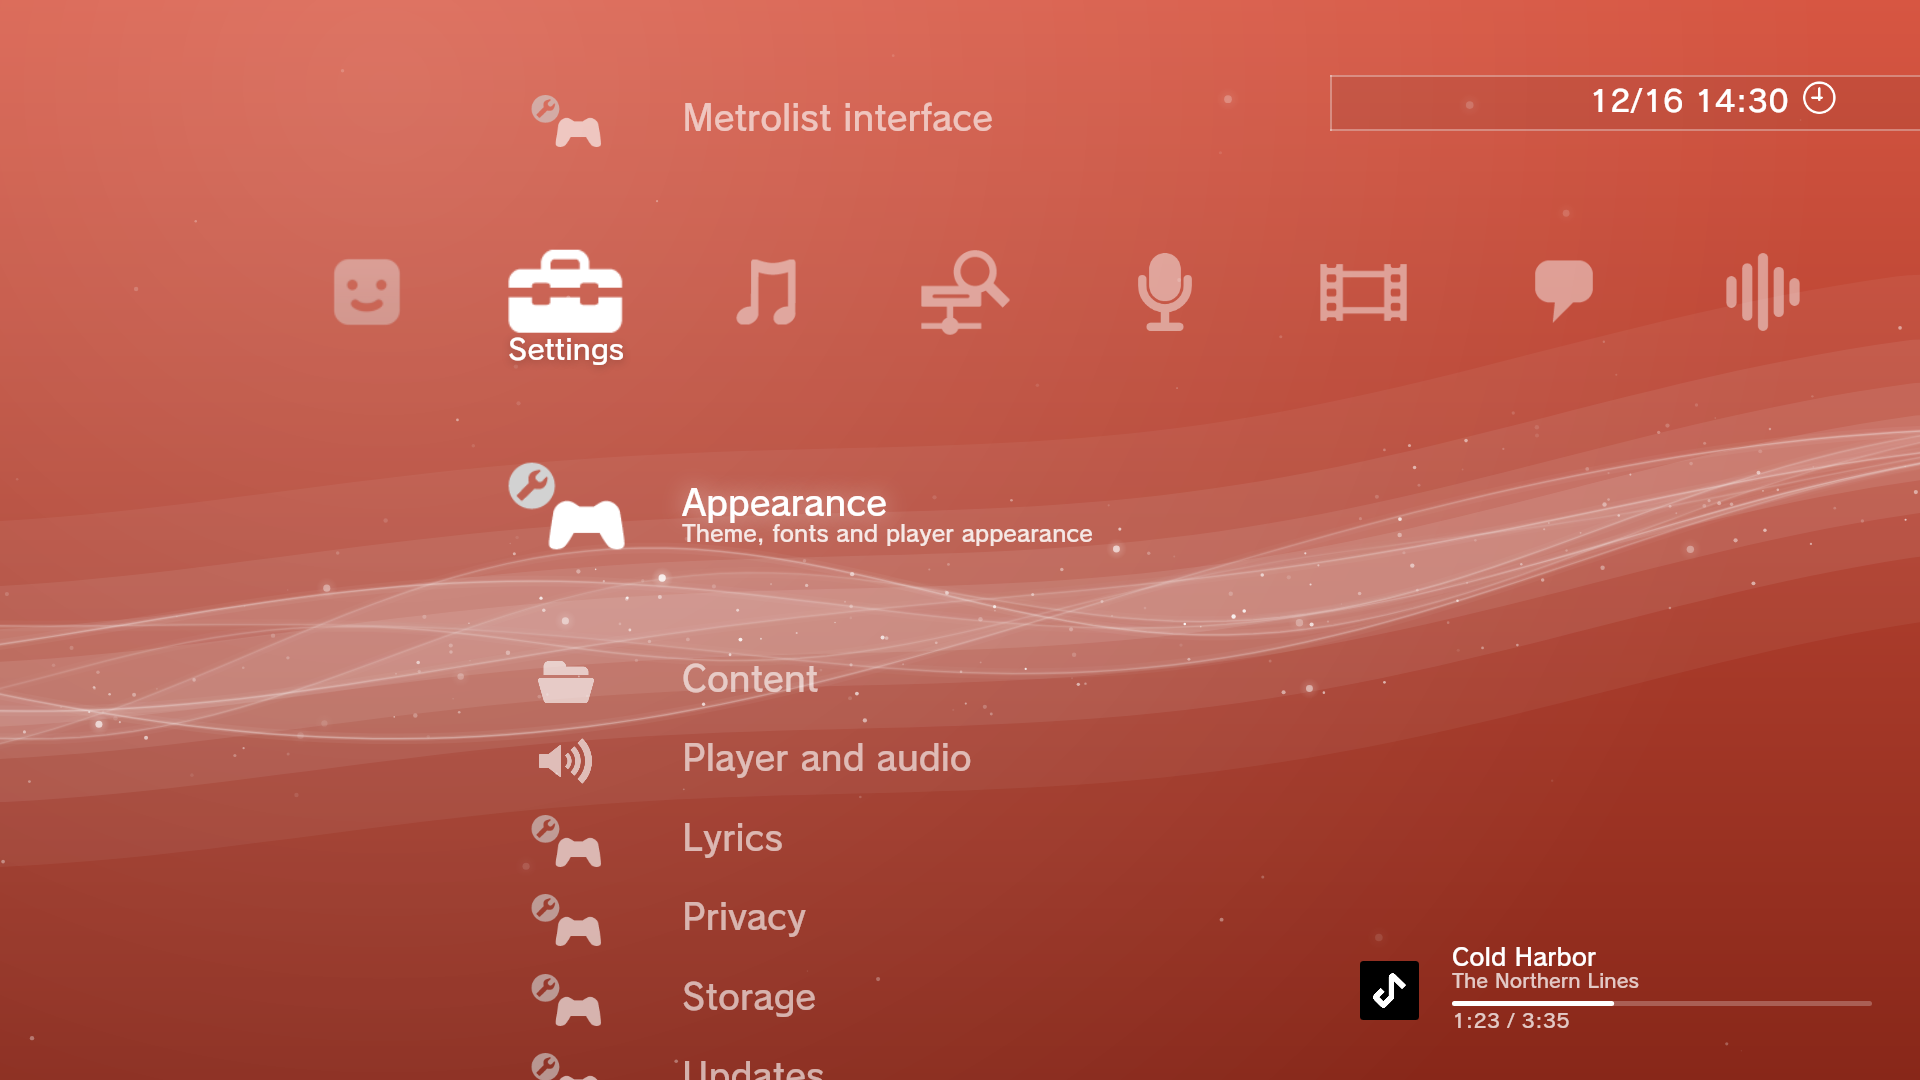 Metrolist interface
12/16 14:30
Settings
Appearance
Theme, fonts and player appearance
Content
Player and audio
Lyrics
Privacy
Storage
Updates
Cold Harbor
The Northern Lines
1:23 / 3:35